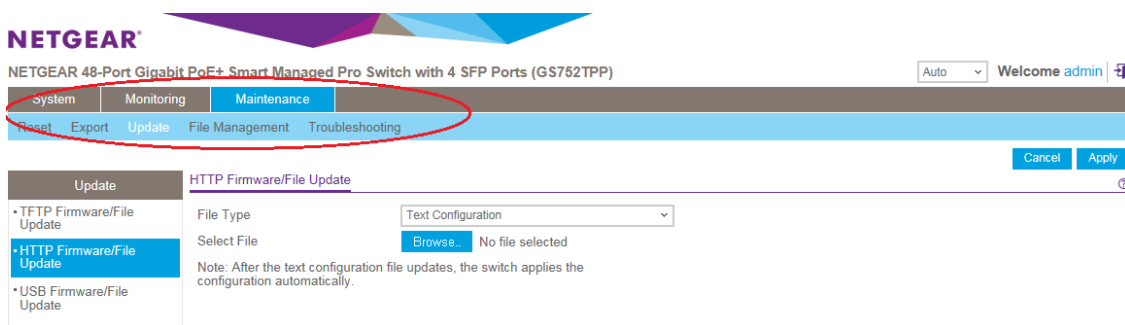 NETGEAR®
NETGEAR 48-Port Gigabit PoE+ Smart Managed Pro Switch with 4 SFP Ports (GS752TPP)
Auto Welcome admin
System Monitoring Maintenance
Reset Export Update File Management Troubleshooting
Cancel Apply
Update
HTTP Firmware/File Update
• TFTP Firmware/File
Update
• HTTP Firmware/File
Update
• USB Firmware/File
Update
File Type Text Configuration
Select File Browse... No file selected
Note: After the text configuration file updates, the switch applies the
configuration automatically.